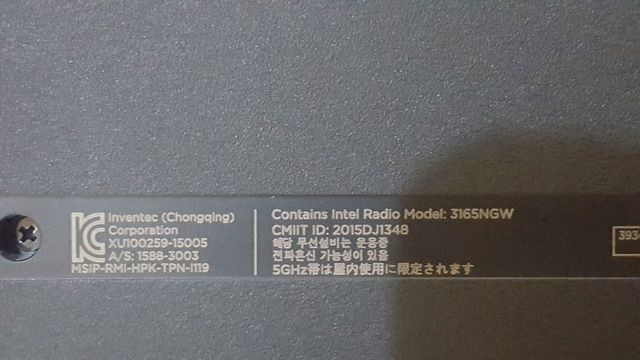 Inventec (Chongqing)
Corporation
XU100259-15005
A/S: 1588-3003
MSIP-RMI-HPK-TPN-I119
Contains Intel Radio Model: 3165NGW
CMIIT ID: 2015DJ1348
해당 무선설비는 운용중
전파혼신 가능성이 있음
5GHz帯は屋内使用に限定されます
3934